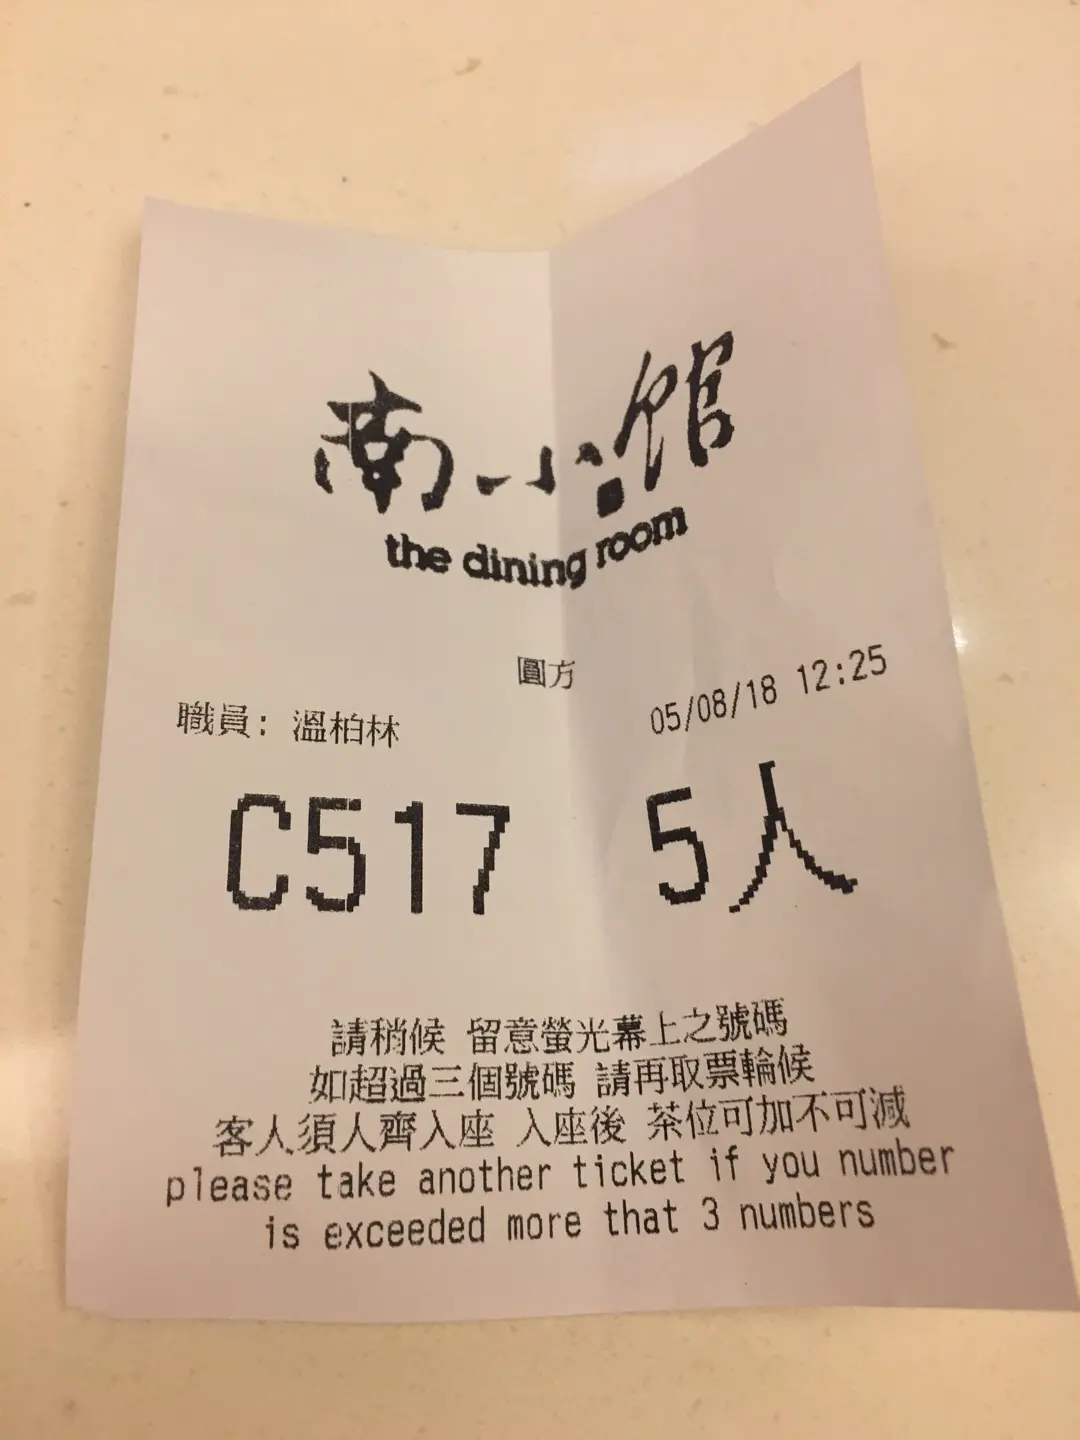 南小館
the dining room
圓方
職員: 溫柏林 05/08/18 12:25
C517 5人
請稍候 留意螢光幕上之號碼
如超過三個號碼 請再取票輪候
客人須人齊入座 入座後 茶位可加不可減
please take another ticket if you number
is exceeded more that 3 numbers